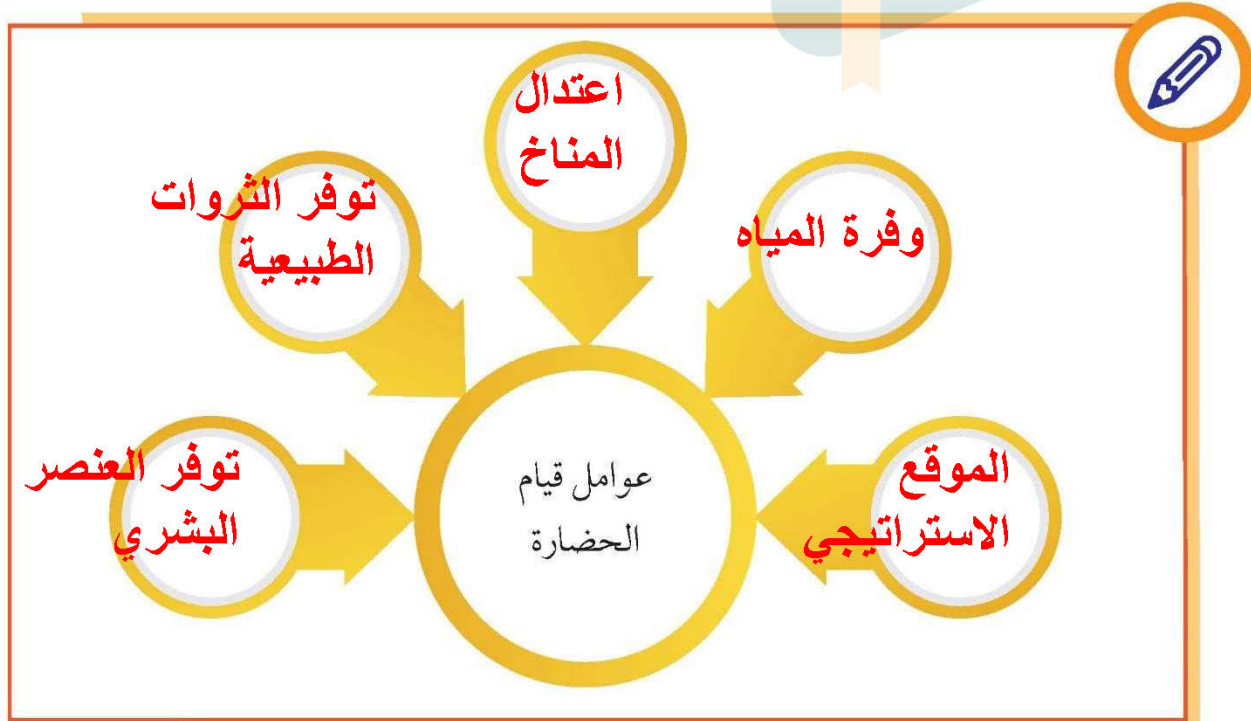 اعتدال
المناخ
وفرة المياه
توفر الثروات
الطبيعية
الموقع
الاستراتيجي
توفر العنصر
البشري
عوامل قيام
الحضارة